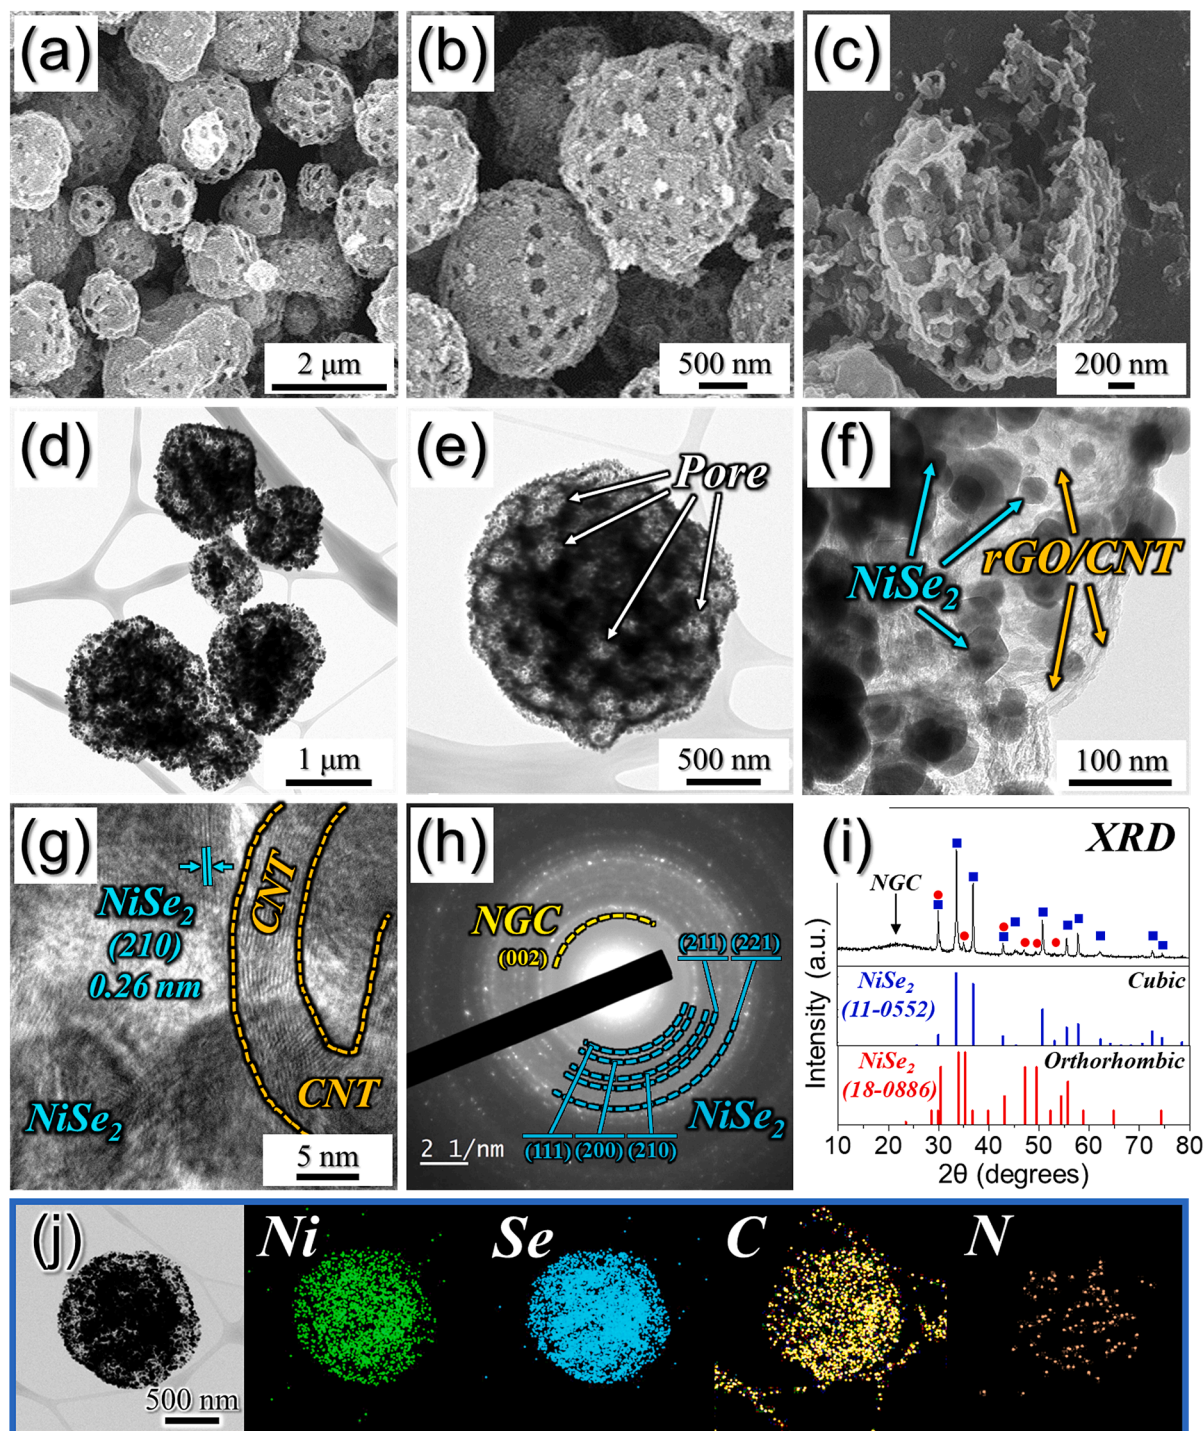 (a)
2 μm
(b)
500 nm
(c)
200 nm
(d)
1 μm
(e)
Pore
500 nm
(f)
NiSe2
rGO/CNT
100 nm
(g)
CNT
NiSe2
(210)
0.26 nm
CNT
NiSe2
5 nm
(h)
NGC
(002)
(211)
(221)
NiSe2
(111)
(200)
(210)
2 1/nm
(i)
XRD
NGC
Intensity (a.u.)
NiSe2
(11-0552)
Cubic
NiSe2
(18-0886)
Orthorhombic
10 20 30 40 50 60 70 80
2θ (degrees)
(j)
500 nm
Ni
Se
C
N